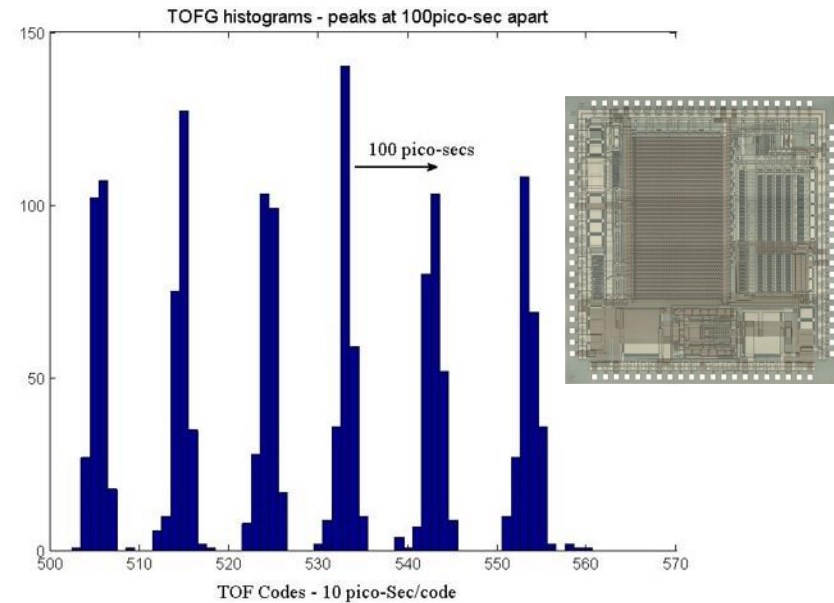 TOFG histograms - peaks at 100pico-sec apart
150
100
50
0
100 pico-secs
500 510 520 530 540 550 560 570
TOF Codes - 10 pico-Sec/code